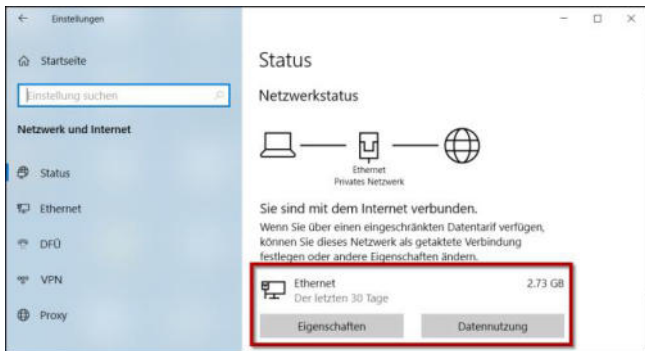 Einstellungen
Startseite
Einstellung suchen
Netzwerk und Internet
Status
Ethernet
DFÜ
VPN
Proxy
Status
Netzwerkstatus
Ethernet
Privates Netzwerk
Sie sind mit dem Internet verbunden.
Wenn Sie über einen eingeschränkten Datentarif verfügen,
können Sie dieses Netzwerk als getaktete Verbindung
festlegen oder andere Eigenschaften ändern.
Ethernet 2.73 GB
Der letzten 30 Tage
Eigenschaften Datennutzung